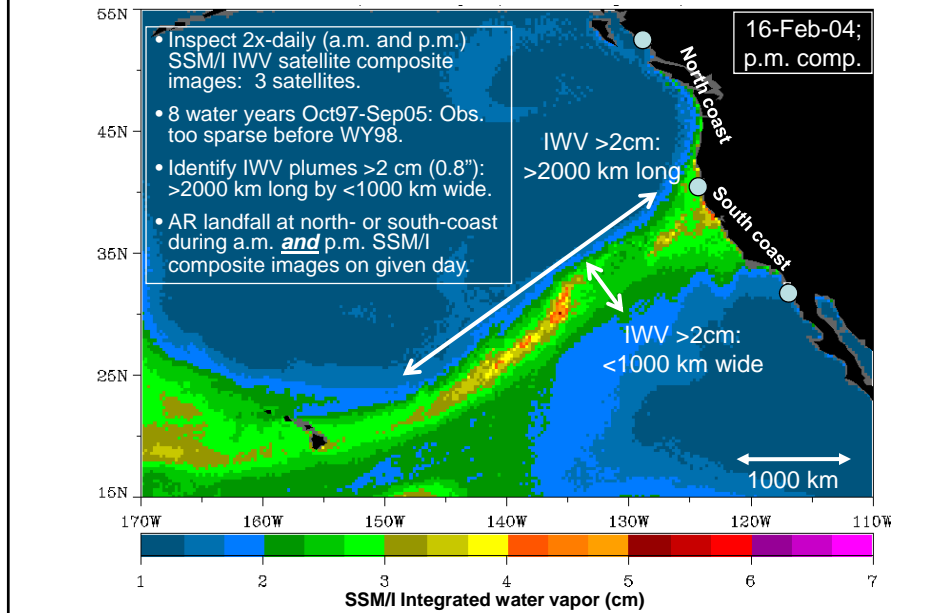 • Inspect 2x-daily (a.m. and p.m.)
SSM/I IWV satellite composite
images: 3 satellites.
• 8 water years Oct97-Sep05: Obs.
too sparse before WY98.
• Identify IWV plumes >2 cm (0.8”):
>2000 km long by <1000 km wide.
• AR landfall at north- or south-coast
during a.m. and p.m. SSM/I
composite images on given day.
16-Feb-04;
p.m. comp.
North coast
South coast
IWV >2cm:
>2000 km long
IWV >2cm:
<1000 km wide
1000 km
55N
45N
35N
25N
15N
170W 160W 150W 140W 130W 120W 110W
1 2 3 4 5 6 7
SSM/I Integrated water vapor (cm)